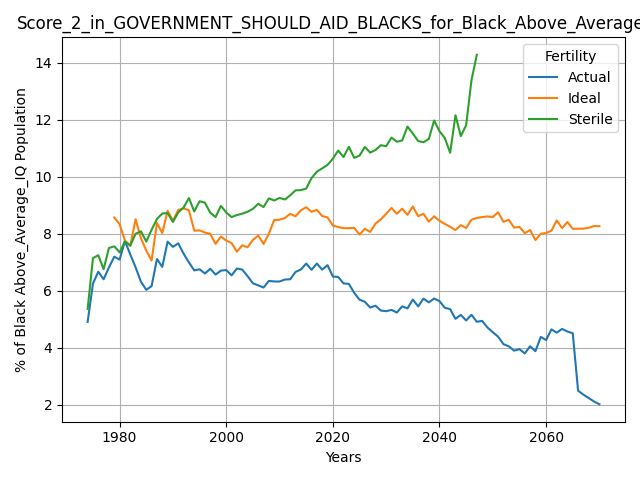 Score_2_in_GOVERNMENT_SHOULD_AID_BLACKS_for_Black_Above_Average
14
12
10
8
6
4
2
% of Black Above_Average_IQ Population
1980
2000
2020
2040
2060
Years
Fertility
Actual
Ideal
Sterile